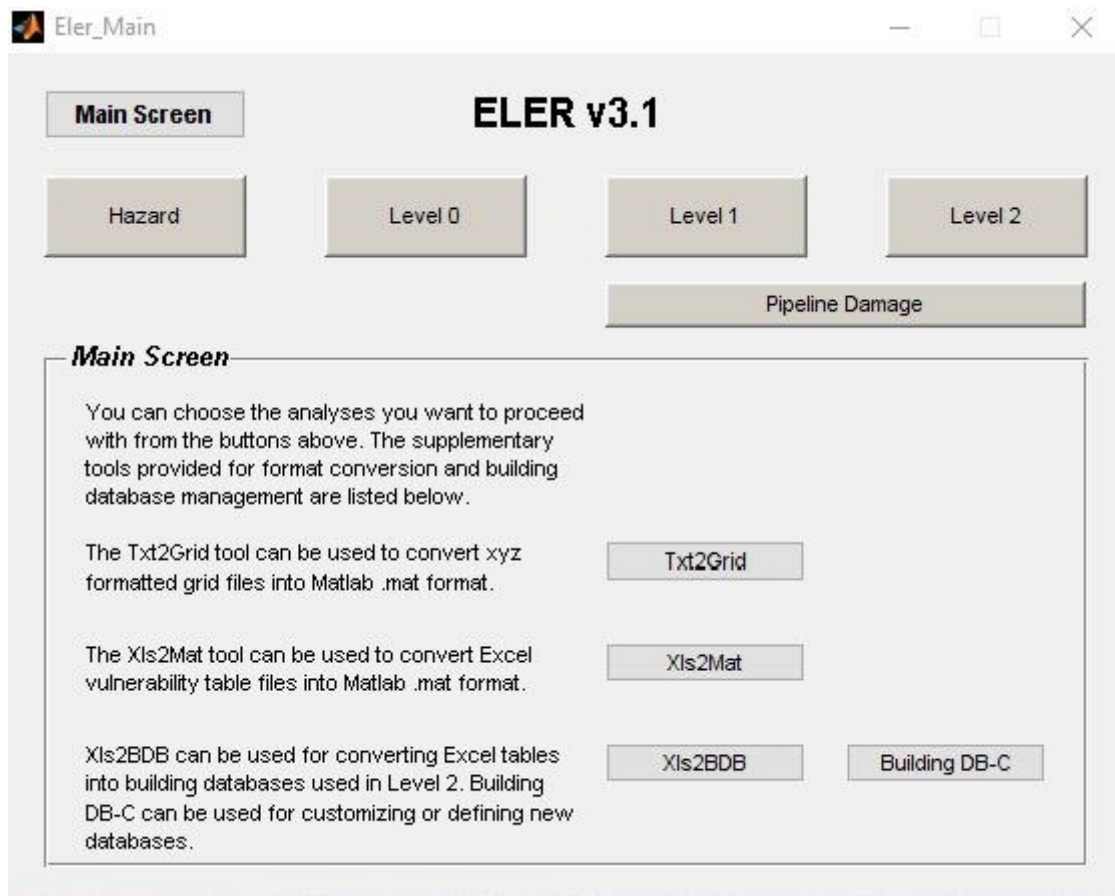 Eler_Main
Main Screen
ELER v3.1
Hazard
Level 0
Level 1
Level 2
Pipeline Damage
Main Screen
You can choose the analyses you want to proceed
with from the buttons above. The supplementary
tools provided for format conversion and building
database management are listed below.
The Txt2Grid tool can be used to convert xyz
formatted grid files into Matlab .mat format.
Txt2Grid
The Xls2Mat tool can be used to convert Excel
vulnerability table files into Matlab .mat format.
Xls2Mat
Xls2BDB can be used for converting Excel tables
into building databases used in Level 2. Building
DB-C can be used for customizing or defining new
databases.
Xls2BDB
Building DB-C